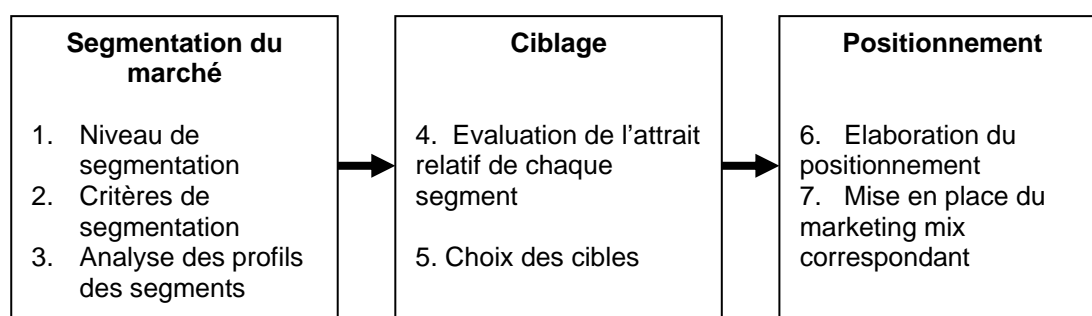 Segmentation du
marché
1. Niveau de
segmentation
2. Critères de
segmentation
3. Analyse des profils
des segments
Ciblage
4. Evaluation de l’attrait
relatif de chaque
segment
5. Choix des cibles
Positionnement
6. Elaboration du
positionnement
7. Mise en place du
marketing mix
correspondant